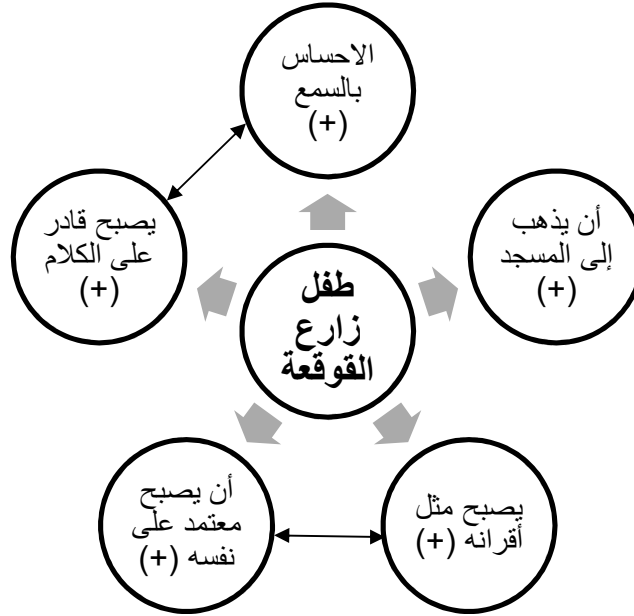 الاحساس
بالسمع
(+)
أن يذهب
إلى المسجد
(+)
يصبح قادر
على الكلام
(+)
طفل
زارع
القوقعة
يصبح مثل
أقرانه (+)
أن يصبح
معتمد على
نفسه (+)